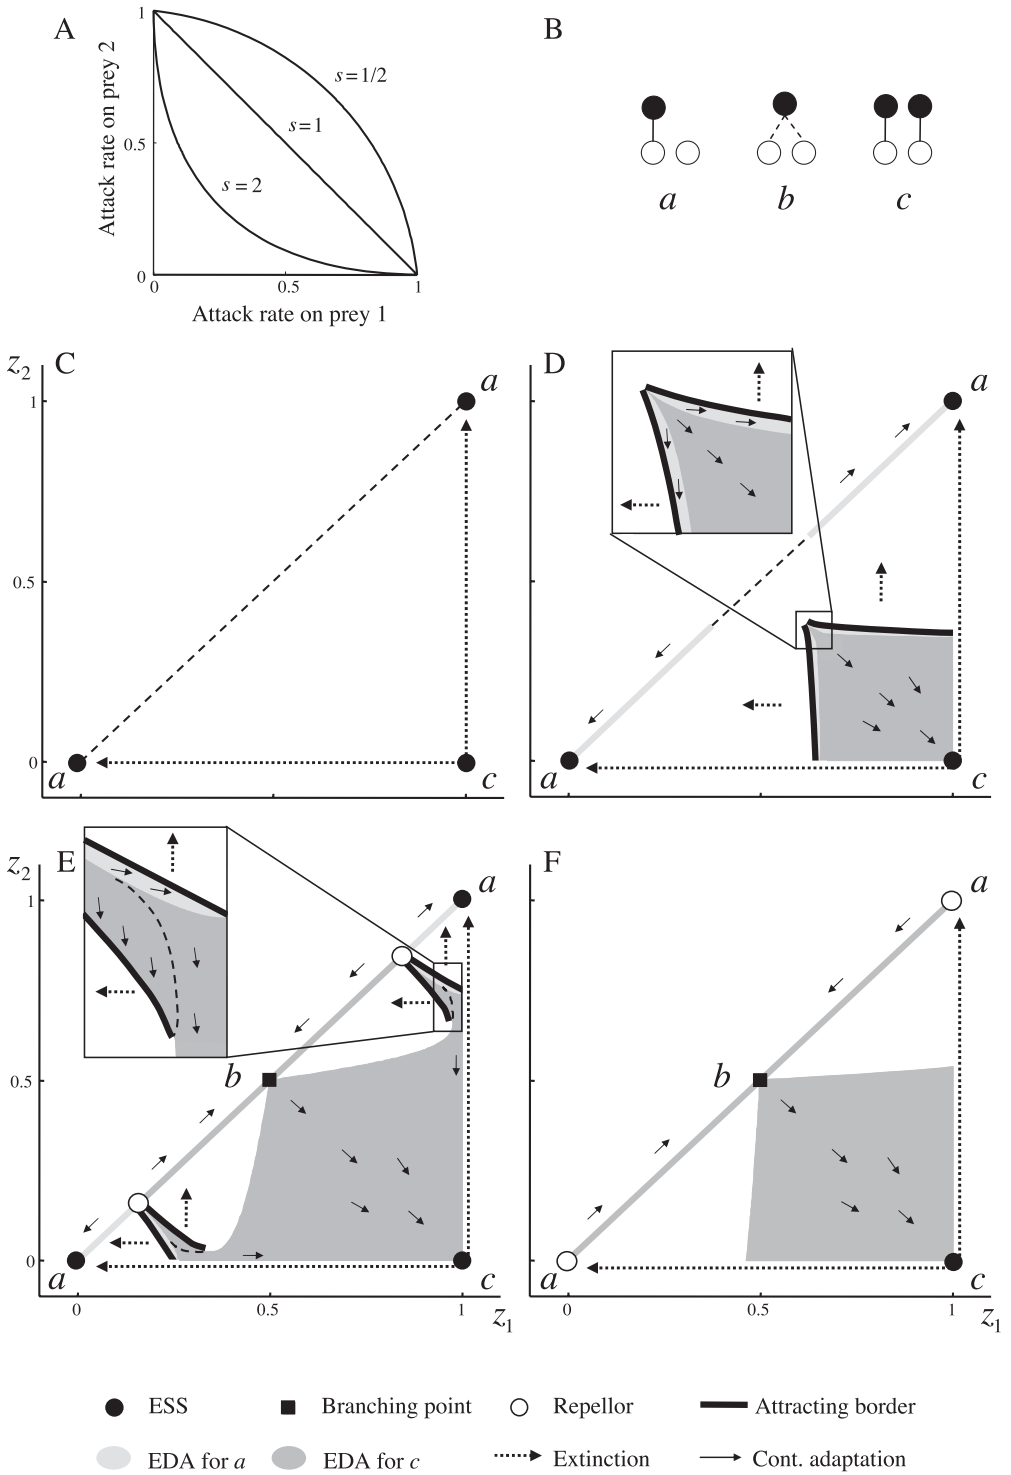 A
B
Attack rate on prey 2
1
0.5
0
s=1/2
s=1
s=2
0
0.5
1
Attack rate on prey 1
a
b
c
z2
C
a
1
0.5
0
a
c
D
a
a
c
z2
E
a
1
b
0.5
0
a
c
0
0.5
1
z1
F
a
b
a
c
0
0.5
1
z1
ESS
Branching point
Repellor
Attracting border
EDA for a
EDA for c
Extinction
Cont. adaptation